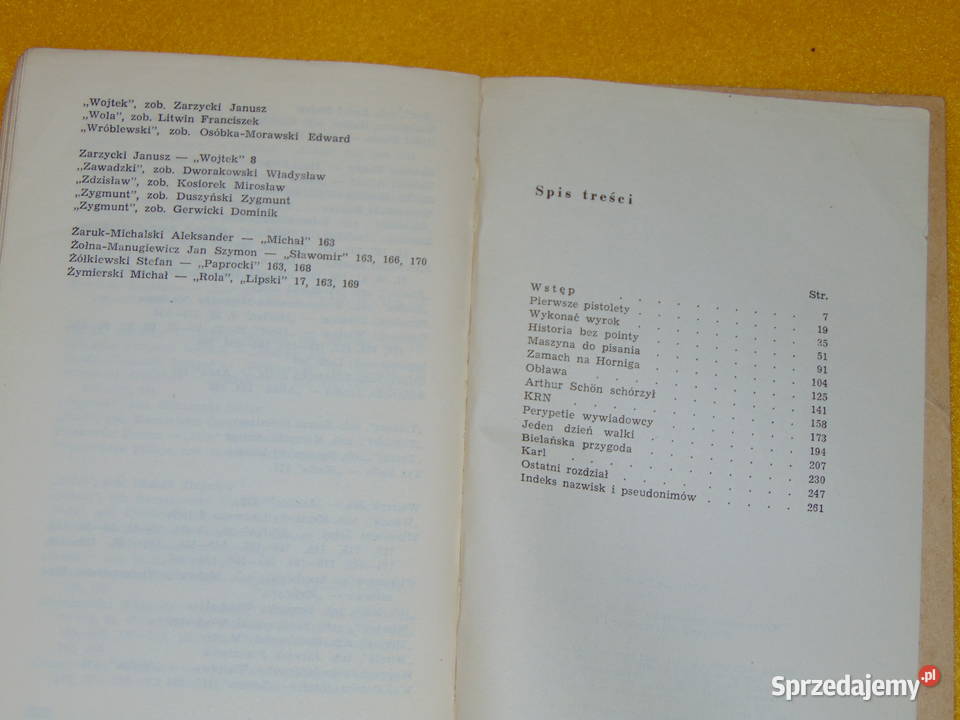 „Wojtek", zob. Zarzycki Janusz
„Wola", zob. Litwin Franciszek
„Wróblewski", zob. Osóbka-Morawski Edward
Zarzycki Janusz — „Wojtek" 8
„Zawadzki", zob. Dworakowski Władysław
„Zdzisław", zob. Kosiorek Mirosław
„Zygmunt", zob. Duszyński Zygmunt
„Zygmunt", zob. Gerwicki Dominik
Żaruk-Michalski Aleksander — „Michał" 163
Żołna-Manugiewicz Jan Szymon — „Sławomir" 163, 166, 170
Żółkiewski Stefan — „Paprocki" 163, 168
Żymierski Michał — „Rola", „Lipski" 17, 163, 169
Spis treści
Str.
Wstęp . . . . . . . . 7
Pierwsze pistolety . . . . . . . 19
Wykonać wyrok . . . . . . . 35
Historia bez pointy . . . . . . . 51
Maszyna do pisania . . . . . . . 91
Zamach na Horniga . . . . . . . 104
Obława . . . . . . . . 125
Arthur Schön schórzył . . . . . . 141
KRN . . . . . . . . 158
Perypetie wywiadowcy . . . . . . 173
Jeden dzień walki . . . . . . . 194
Bielańska przygoda . . . . . . . 207
Karl . . . . . . . . 230
Ostatni rozdział . . . . . . . 247
Indeks nazwisk i pseudonimów . . . . . 261
Sprzedajemy.pl